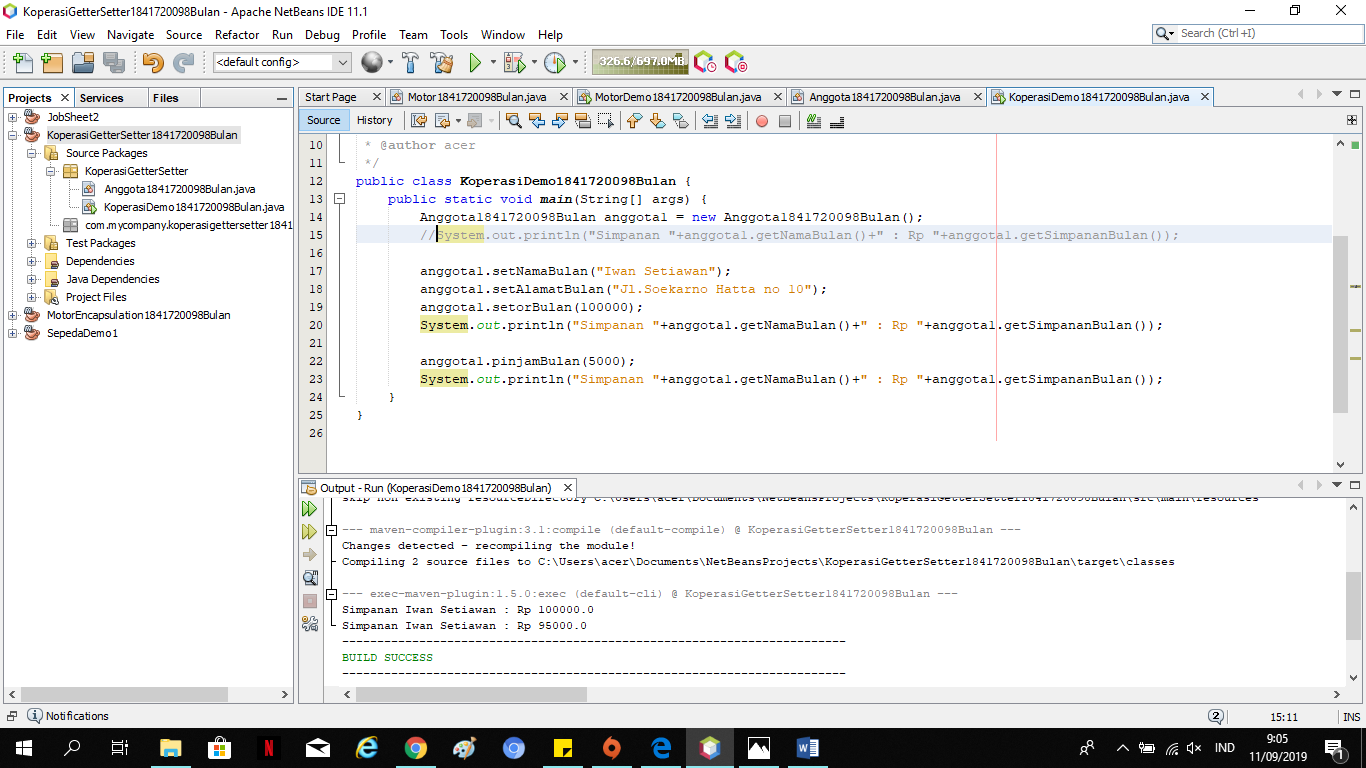 KoperasiGetterSetter1841720098Bulan - Apache NetBeans IDE 11.1
File Edit View Navigate Source Refactor Run Debug Profile Team Tools Window Help
Search (Ctrl+I)
<default config>
326.6/697.0MB
Projects Services Files
JobSheet2
KoperasiGetterSetter1841720098Bulan
Source Packages
KoperasiGetterSetter
Anggota1841720098Bulan.java
KoperasiDemo1841720098Bulan.java
com.mycompany.koperasigettersetter1841
Test Packages
Dependencies
Java Dependencies
Project Files
MotorEncapsulation1841720098Bulan
SepedaDemo1
Start Page Motor1841720098Bulan.java MotorDemo1841720098Bulan.java Anggota1841720098Bulan.java KoperasiDemo1841720098Bulan.java
Source History
10 * @author acer
11 */
12 public class KoperasiDemo1841720098Bulan {
13 public static void main(String[] args) {
14 Anggota1841720098Bulan anggota1 = new Anggota1841720098Bulan();
15 //System.out.println("Simpanan "+anggota1.getNamaBulan()+" : Rp "+anggota1.getSimpananBulan());
16
17 anggota1.setNamaBulan("Iwan Setiawan");
18 anggota1.setAlamatBulan("Jl.Soekarno Hatta no 10");
19 anggota1.setorBulan(100000);
20 System.out.println("Simpanan "+anggota1.getNamaBulan()+" : Rp "+anggota1.getSimpananBulan());
21
22 anggota1.pinjamBulan(5000);
23 System.out.println("Simpanan "+anggota1.getNamaBulan()+" : Rp "+anggota1.getSimpananBulan());
24 }
25 }
26
Output - Run (KoperasiDemo1841720098Bulan)
skip non existing resourceDirectory C:\Users\acer\Documents\NetBeansProjects\KoperasiGetterSetter1841720098Bulan\src\main\resources
--- maven-compiler-plugin:3.1:compile (default-compile) @ KoperasiGetterSetter1841720098Bulan ---
Changes detected - recompiling the module!
Compiling 2 source files to C:\Users\acer\Documents\NetBeansProjects\KoperasiGetterSetter1841720098Bulan\target\classes
--- exec-maven-plugin:1.5.0:exec (default-cli) @ KoperasiGetterSetter1841720098Bulan ---
Simpanan Iwan Setiawan : Rp 100000.0
Simpanan Iwan Setiawan : Rp 95000.0
------------------------------------------------------------------------
BUILD SUCCESS
------------------------------------------------------------------------
Notifications
2
15:11
INS
IND
9:05
11/09/2019
1